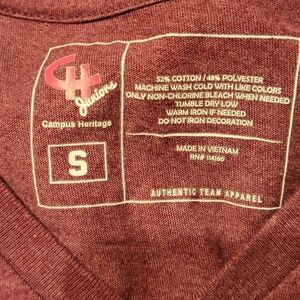 CH
Juniors
Campus Heritage
S
52% COTTON / 48% POLYESTER
MACHINE WASH COLD WITH LIKE COLORS
ONLY NON-CHLORINE BLEACH WHEN NEEDED
TUMBLE DRY LOW
WARM IRON IF NEEDED
DO NOT IRON DECORATION
MADE IN VIETNAM
RN# 114166
AUTHENTIC TEAM APPAREL